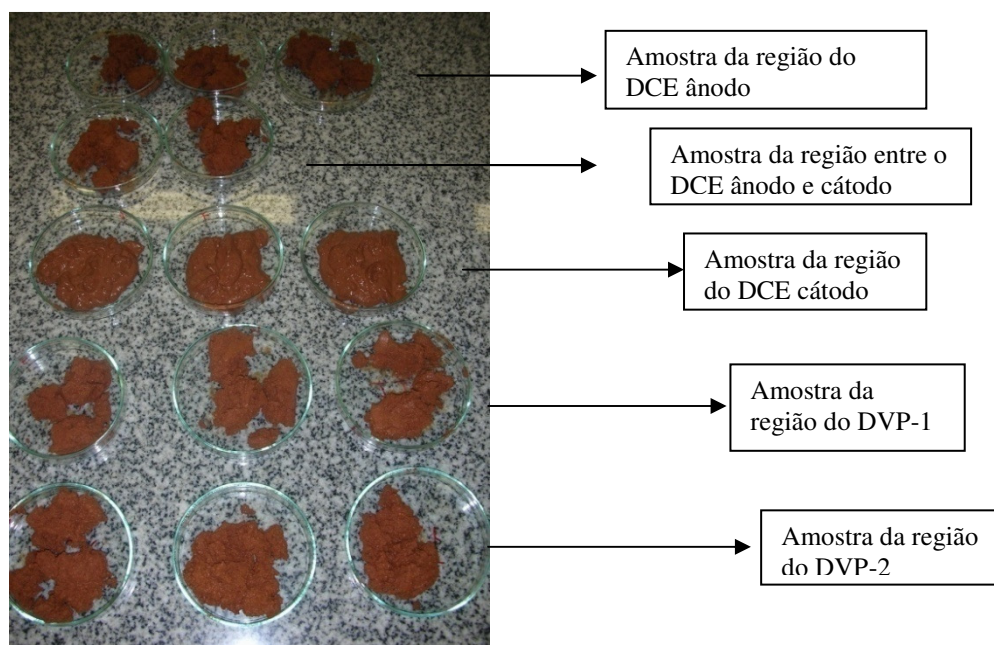 Amostra da região do
DCE ânodo
Amostra da região entre o
DCE ânodo e cátodo
Amostra da região
do DCE cátodo
Amostra da
região do DVP-1
Amostra da região
do DVP-2